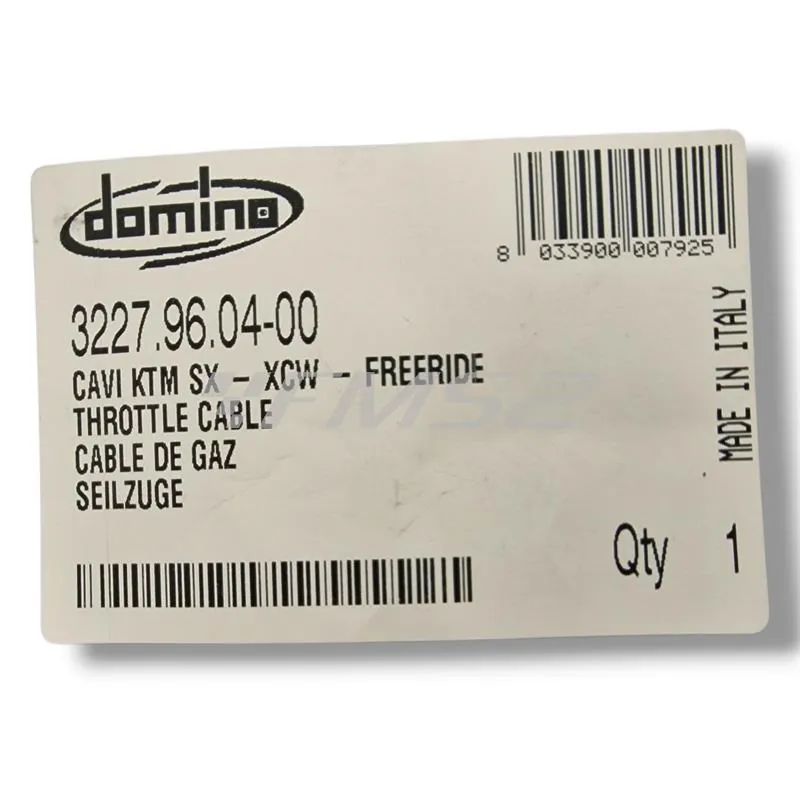 domino
8 033900 007925
3227.96.04-00
CAVI KTM SX - XCW - FREERIDE
THROTTLE CABLE
CABLE DE GAZ
SEILZUGE
MADE IN ITALY
Qty 1